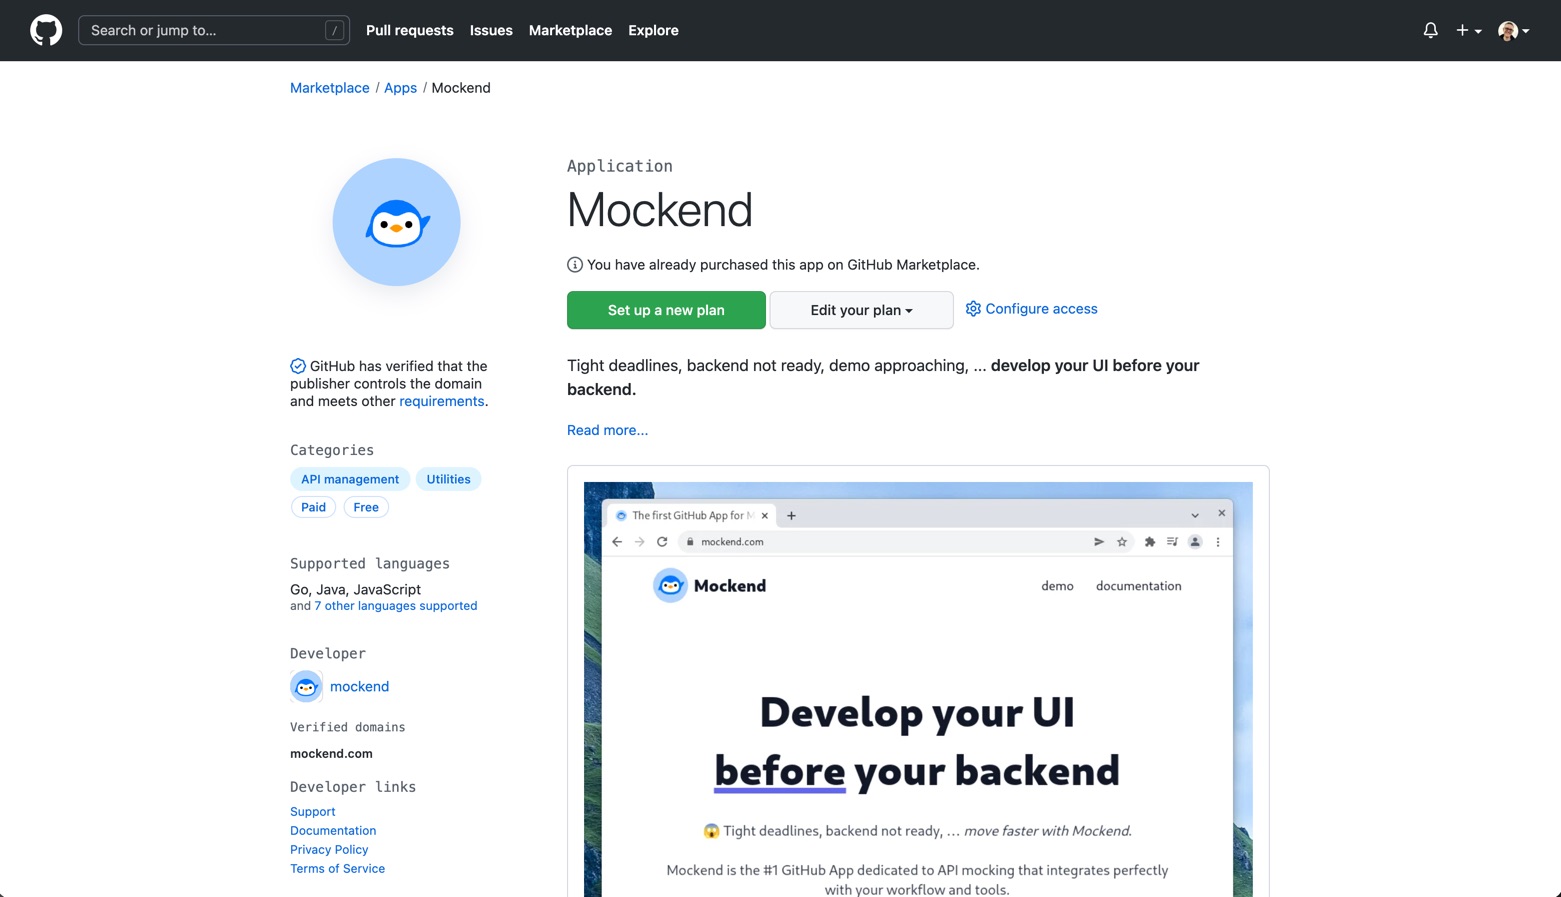 Search or jump to... /
Pull requests
Issues
Marketplace
Explore
Marketplace / Apps / Mockend
Application
Mockend
You have already purchased this app on GitHub Marketplace.
Set up a new plan
Edit your plan
Configure access
GitHub has verified that the
publisher controls the domain
and meets other requirements.
Tight deadlines, backend not ready, demo approaching, ... develop your UI before your
backend.
Read more...
Categories
API management
Utilities
Paid
Free
Supported languages
Go, Java, JavaScript
and 7 other languages supported
Developer
mockend
Verified domains
mockend.com
Developer links
Support
Documentation
Privacy Policy
Terms of Service
The first GitHub App for
mockend.com
Mockend
demo
documentation
Develop your UI
before your backend
😱 Tight deadlines, backend not ready, … move faster with Mockend.
Mockend is the #1 GitHub App dedicated to API mocking that integrates perfectly
with your workflow and tools.